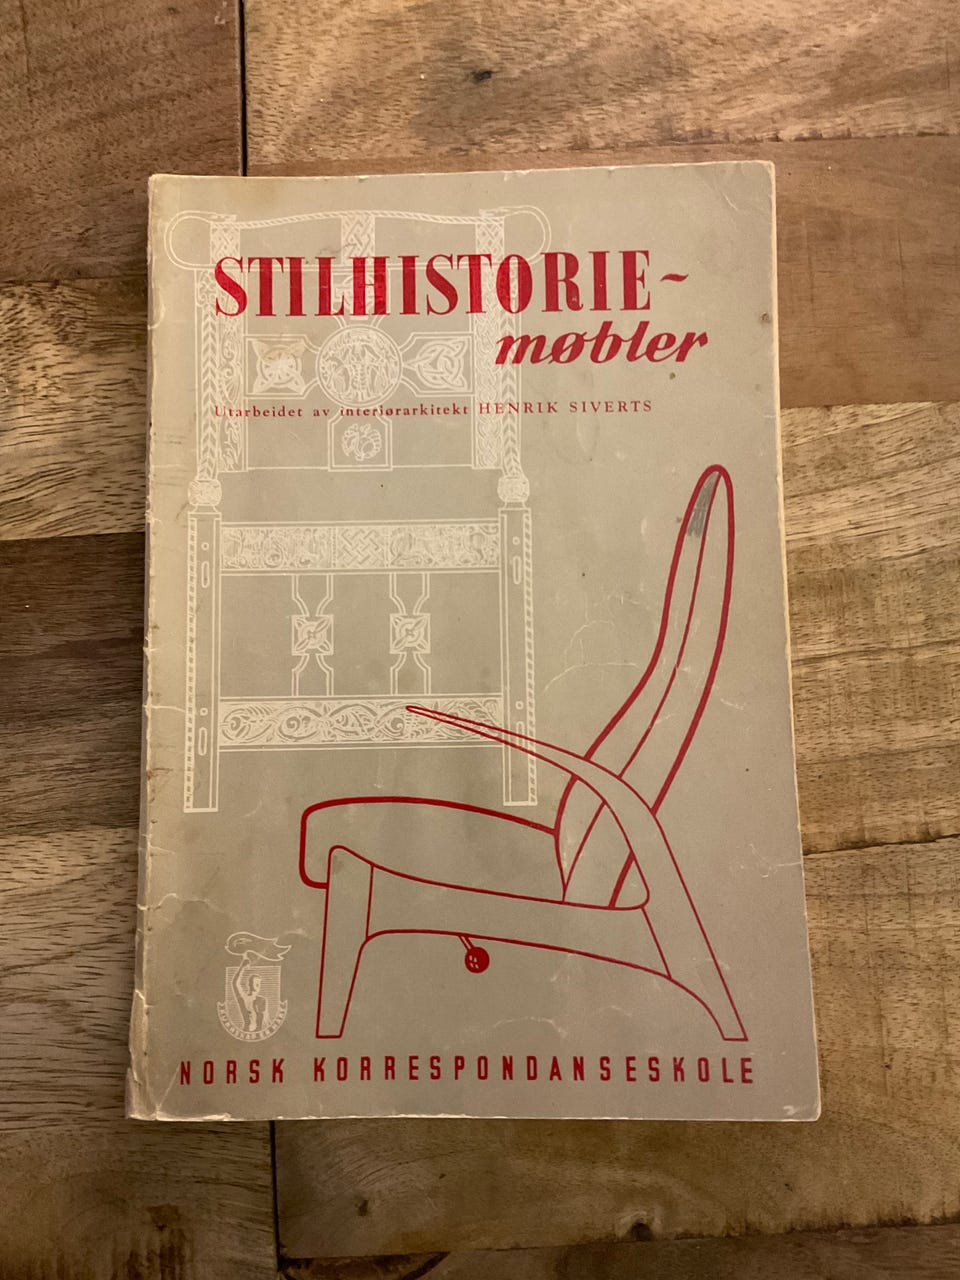 STILHISTORIE-
møbler
Utarbeidet av interiørarkitekt HENRIK SIVERTS
NORSK KORRESPONDANSESKOLE